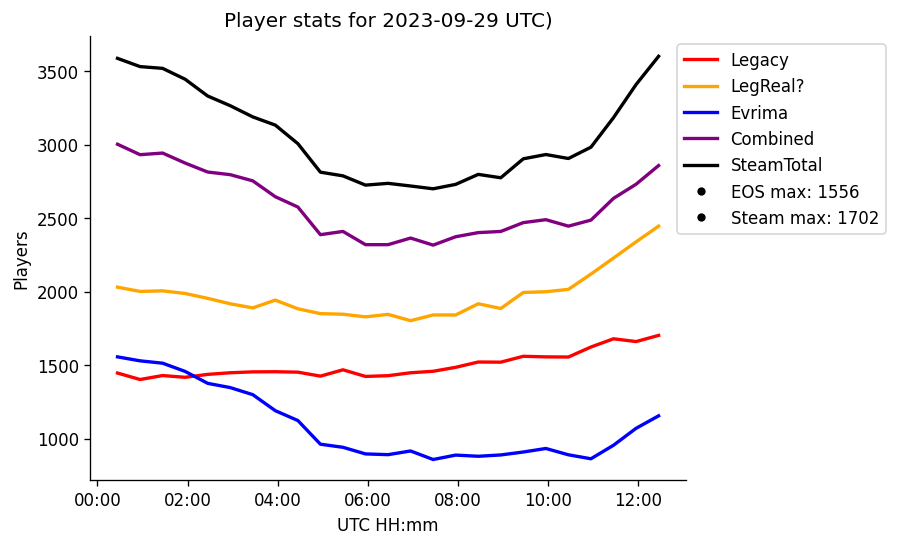 Player stats for 2023-09-29 UTC)
Legacy
LegReal?
Evrima
Combined
SteamTotal
EOS max: 1556
Steam max: 1702
Players
3500
3000
2500
2000
1500
1000
00:00 02:00 04:00 06:00 08:00 10:00 12:00
UTC HH:mm